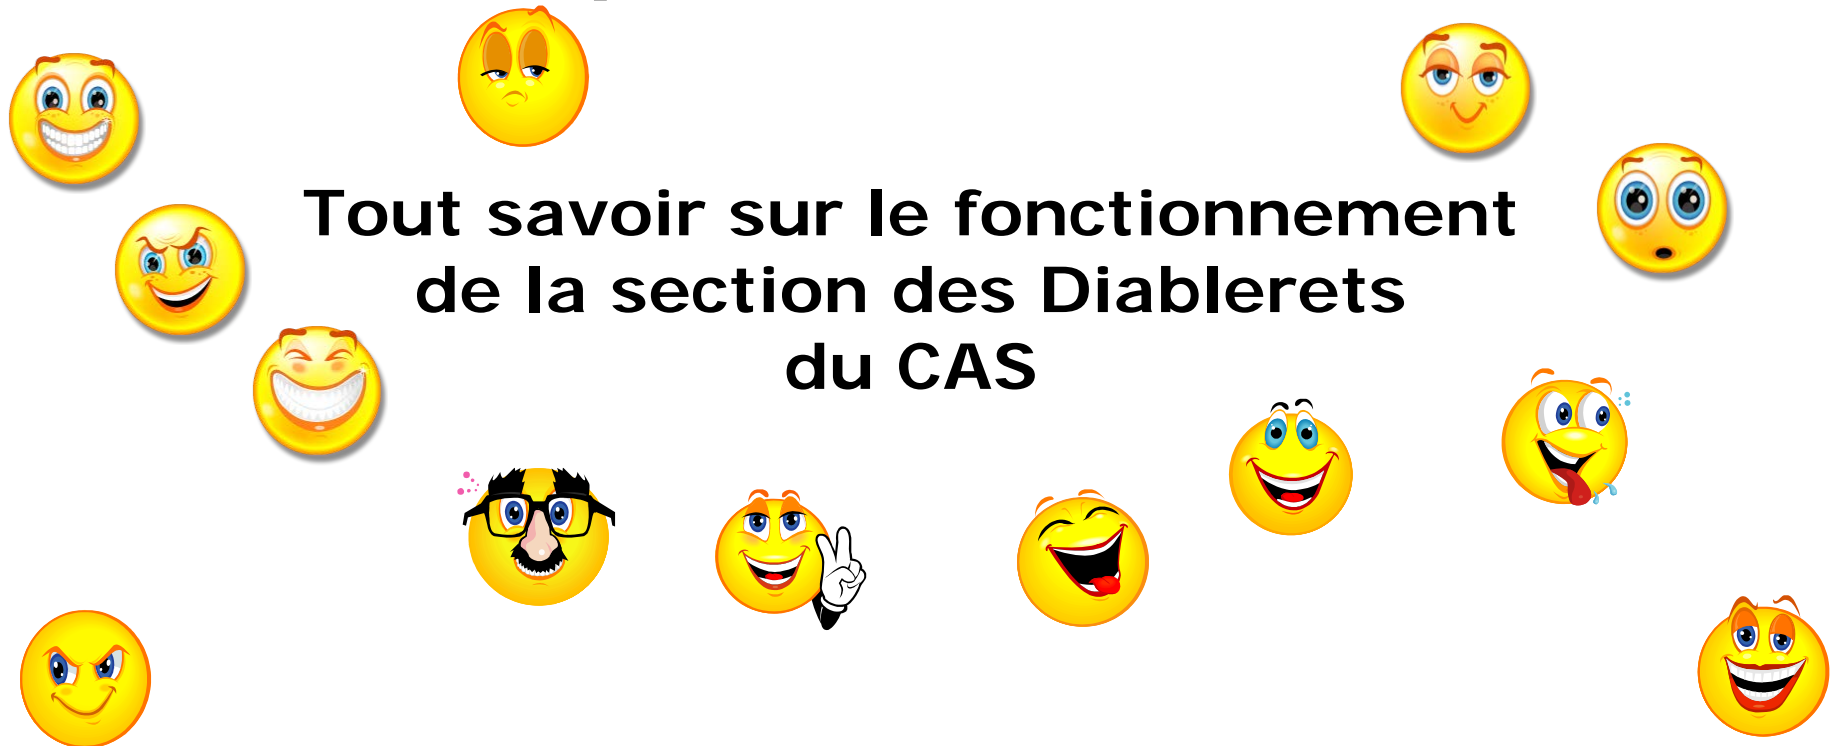 Tout savoir sur le fonctionnement
de la section des Diablerets
du CAS